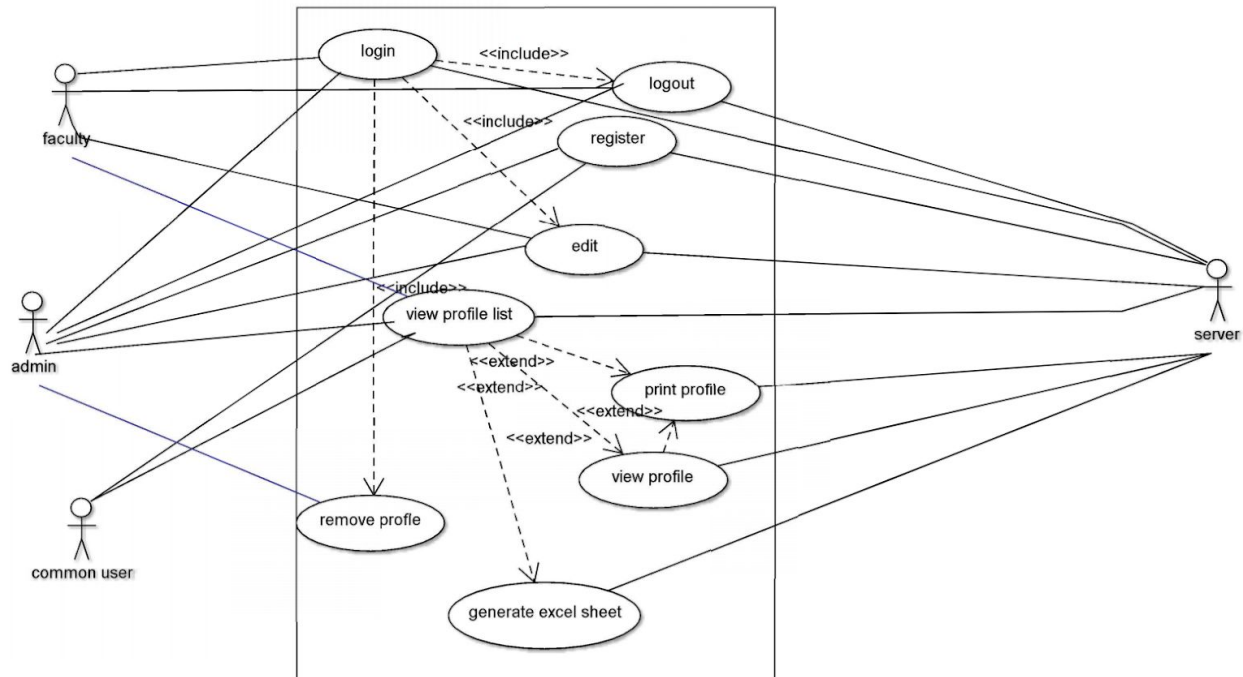 login
<<include>>
logout
faculty
<<include>>
register
edit
<<include>>
view profile list
server
admin
<<extend>>
<<extend>>
print profile
<<extend>>
<<extend>>
view profile
remove profle
common user
generate excel sheet